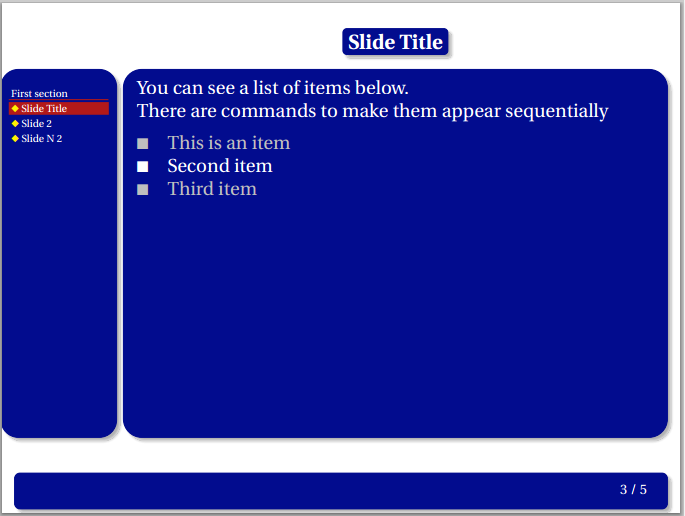 Slide Title
First section
Slide Title
Slide 2
Slide N 2
You can see a list of items below.
There are commands to make them appear sequentially
This is an item
Second item
Third item
3 / 5